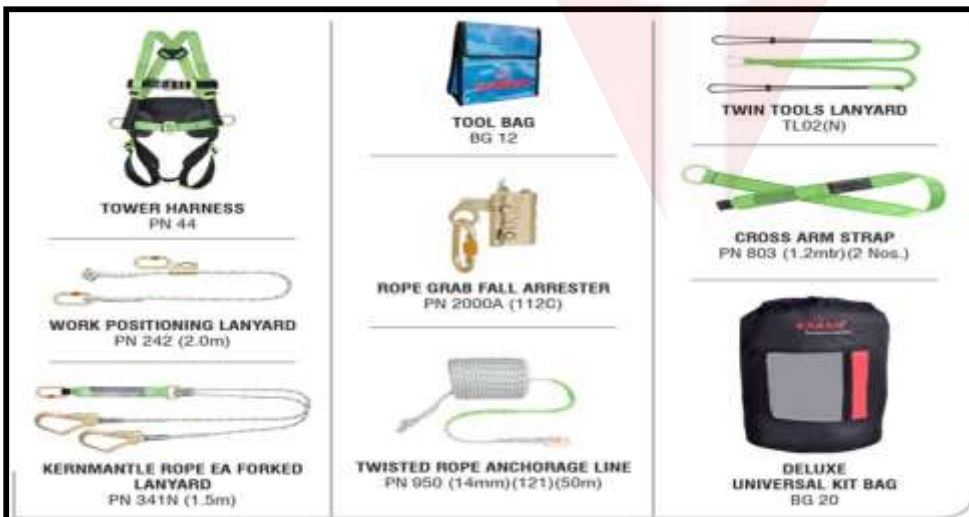 TOWER HARNESS
PN 44
WORK POSITIONING LANYARD
PN 242 (2.0m)
KERNMANTLE ROPE EA FORKED
LANYARD
PN 341N (1.5m)
TOOL BAG
BG 12
ROPE GRAB FALL ARRESTER
PN 2000A (112C)
TWISTED ROPE ANCHORAGE LINE
PN 950 (14mm)(121)(50m)
TWIN TOOLS LANYARD
TL02(N)
CROSS ARM STRAP
PN 803 (1.2mtr)(2 Nos.)
KARAM
DELUXE
UNIVERSAL KIT BAG
BG 20